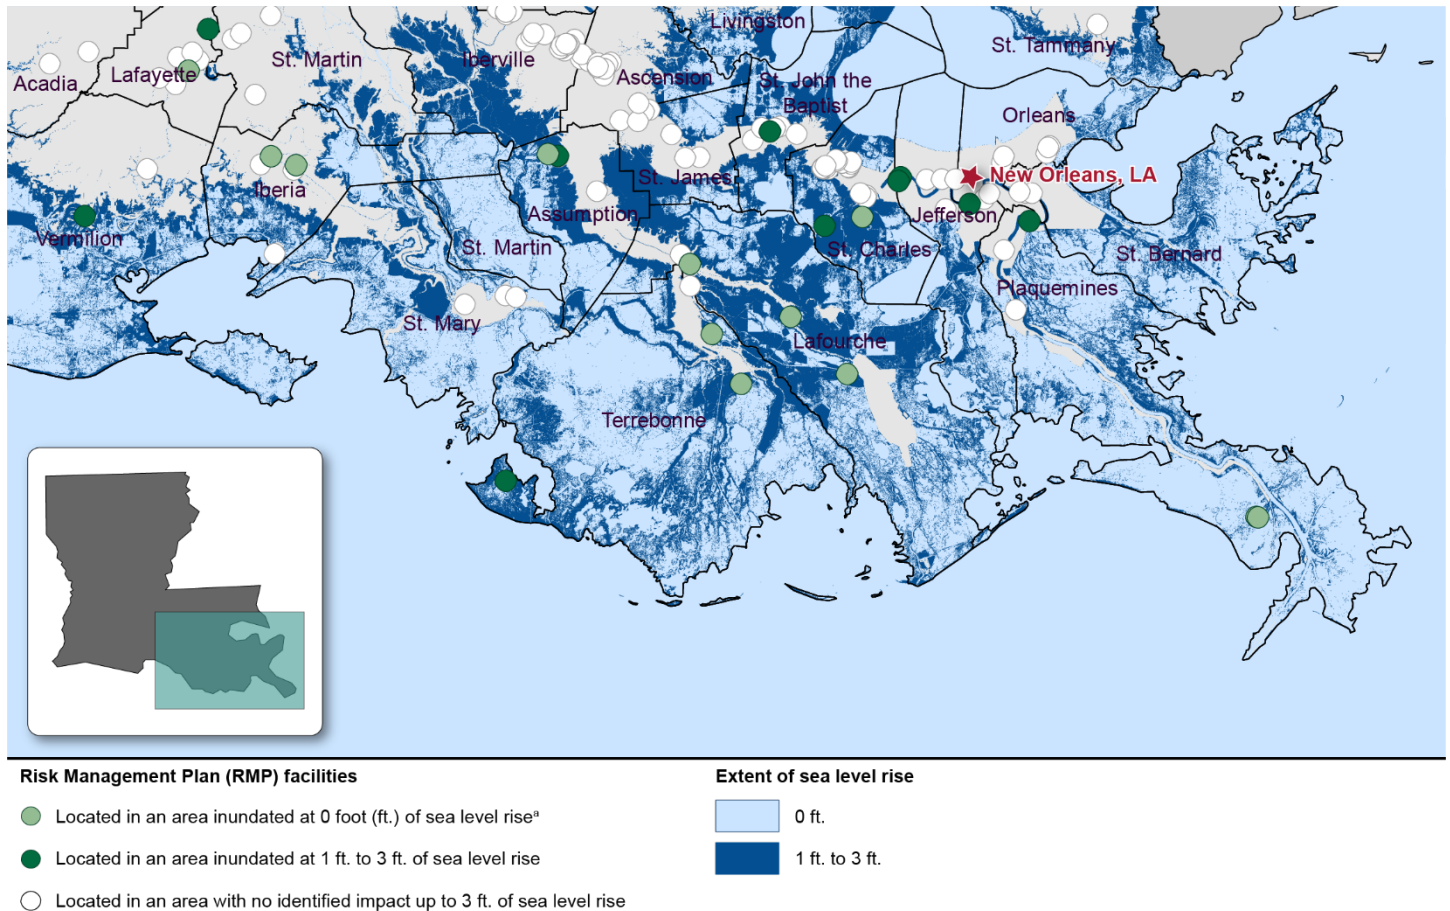 Livingston
St. Tammany
Iberville
St. Martin
Lafayette
Acadia
Ascension
St. John the
Baptist
Orleans
New Orleans, LA
St. James
Iberia
Assumption
Jefferson
Vermilion
St. Martin
St. Charles
St. Bernard
Plaquemines
St. Mary
Lafourche
Terrebonne
Risk Management Plan (RMP) facilities
Located in an area inundated at 0 foot (ft.) of sea level riseª
Located in an area inundated at 1 ft. to 3 ft. of sea level rise
Located in an area with no identified impact up to 3 ft. of sea level rise
Extent of sea level rise
0 ft.
1 ft. to 3 ft.